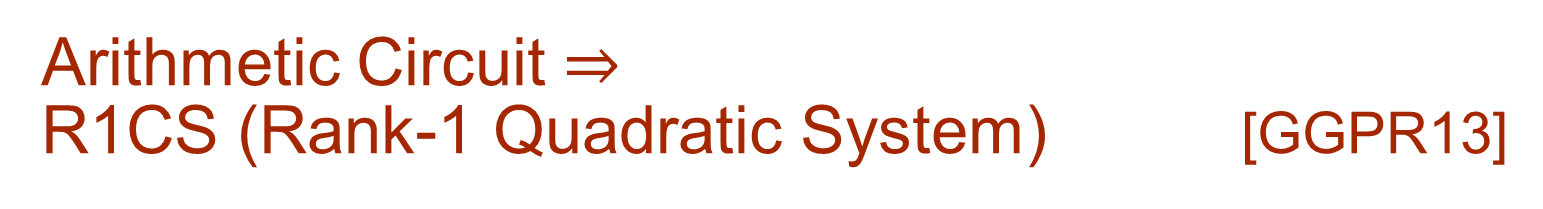 Arithmetic Circuit ⇒
R1CS (Rank-1 Quadratic System) [GGPR13]